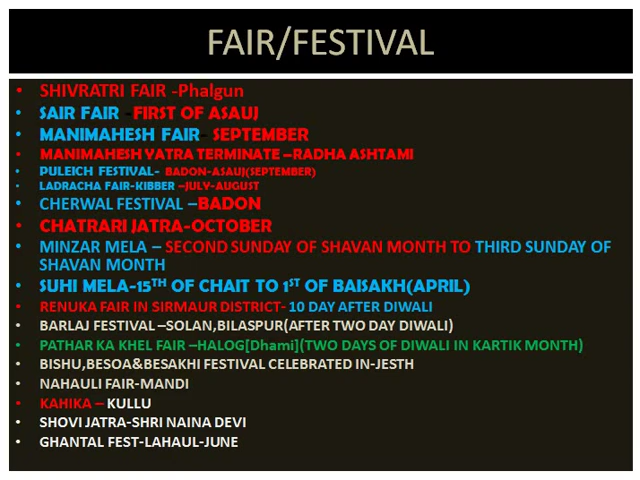 FAIR/FESTIVAL
• SHIVRATRI FAIR -Phalgun
• SAIR FAIR -FIRST OF ASAUJ
• MANIMAHESH FAIR- SEPTEMBER
• MANIMAHESH YATRA TERMINATE –RADHA ASHTAMI
• PULEICH FESTIVAL- BADON-ASAUJ(SEPTEMBER)
• LADRACHA FAIR-KIBBER –JULY-AUGUST
• CHERWAL FESTIVAL –BADON
• CHATRARI JATRA-OCTOBER
• MINZAR MELA – SECOND SUNDAY OF SHAVAN MONTH TO THIRD SUNDAY OF
SHAVAN MONTH
• SUHI MELA-15TH OF CHAIT TO 1ST OF BAISAKH(APRIL)
• RENUKA FAIR IN SIRMAUR DISTRICT- 10 DAY AFTER DIWALI
• BARLAJ FESTIVAL –SOLAN,BILASPUR(AFTER TWO DAY DIWALI)
• PATHAR KA KHEL FAIR –HALOG[Dhami](TWO DAYS OF DIWALI IN KARTIK MONTH)
• BISHU,BESOA&BESAKHI FESTIVAL CELEBRATED IN-JESTH
• NAHAULI FAIR-MANDI
• KAHIKA – KULLU
• SHOVI JATRA-SHRI NAINA DEVI
• GHANTAL FEST-LAHAUL-JUNE